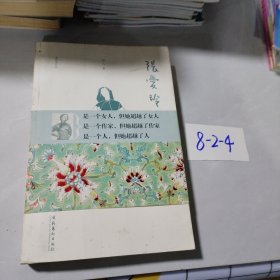 张爱玲
是一个女人，但她超越了女人
是一个作家，但她超越了作家
是一个人，但她超越了人
8-2-4